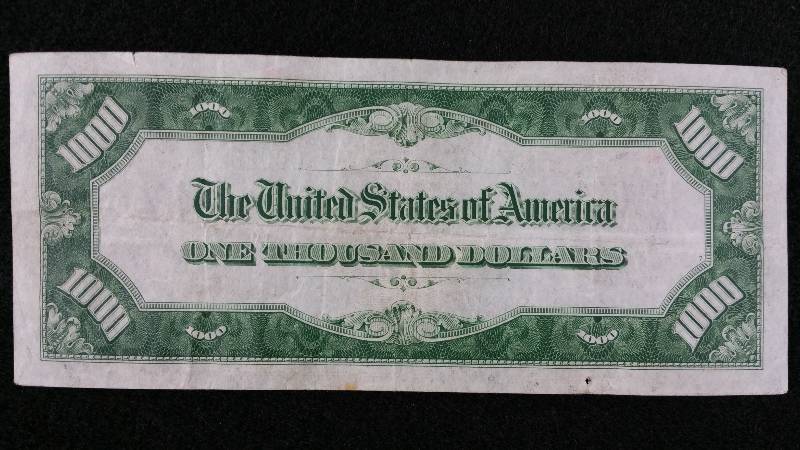 1000 1000 1000 1000
The United States of America
ONE THOUSAND DOLLARS
1000 1000 1000 1000